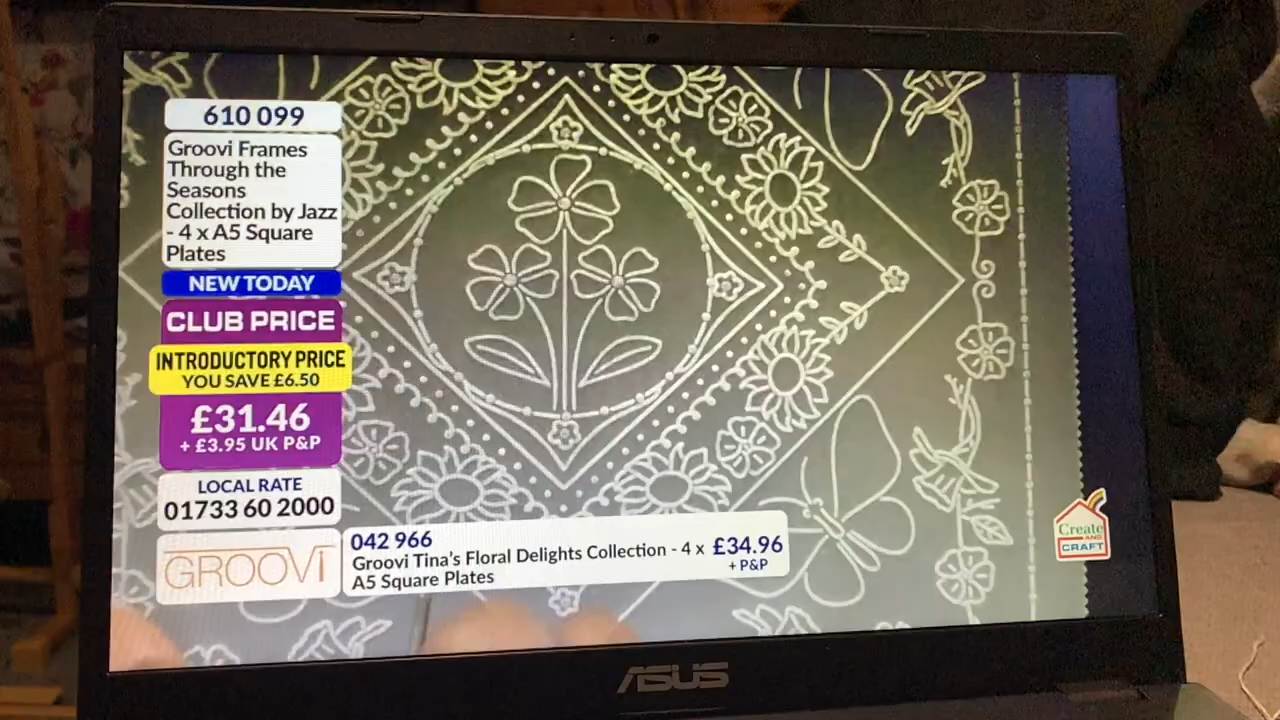 610 099
Groovi Frames
Through the
Seasons
Collection by Jazz
- 4 x A5 Square
Plates
NEW TODAY
CLUB PRICE
INTRODUCTORY PRICE
YOU SAVE £6.50
£31.46
+ £3.95 UK P&P
LOCAL RATE
01733 60 2000
GROOVI
042 966
Groovi Tina's Floral Delights Collection - 4 x
A5 Square Plates
£34.96
+ P&P
Create
AND
CRAFT
ASUS